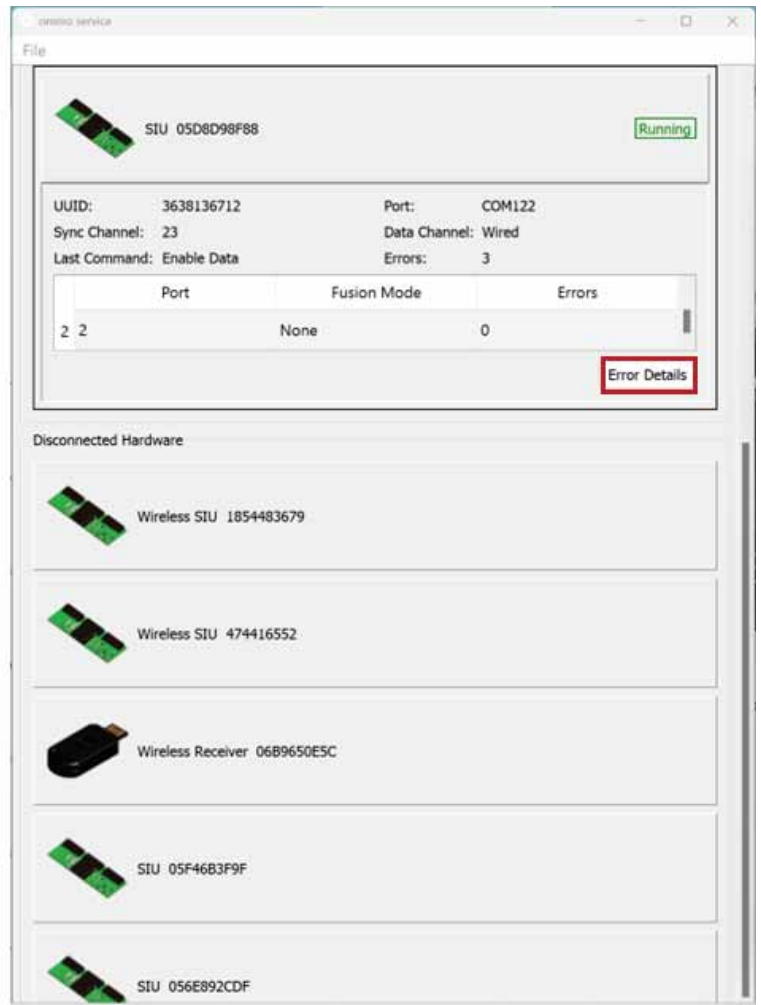 ommo service
File
SIU 05D8D98F88
Running
UUID: 3638136712 Port: COM122
Sync Channel: 23 Data Channel: Wired
Last Command: Enable Data Errors: 3
Port Fusion Mode Errors
2 2 None 0
Error Details
Disconnected Hardware
Wireless SIU 1854483679
Wireless SIU 474416552
Wireless Receiver 06B9650E5C
SIU 05F46B3F9F
SIU 056E892CDF